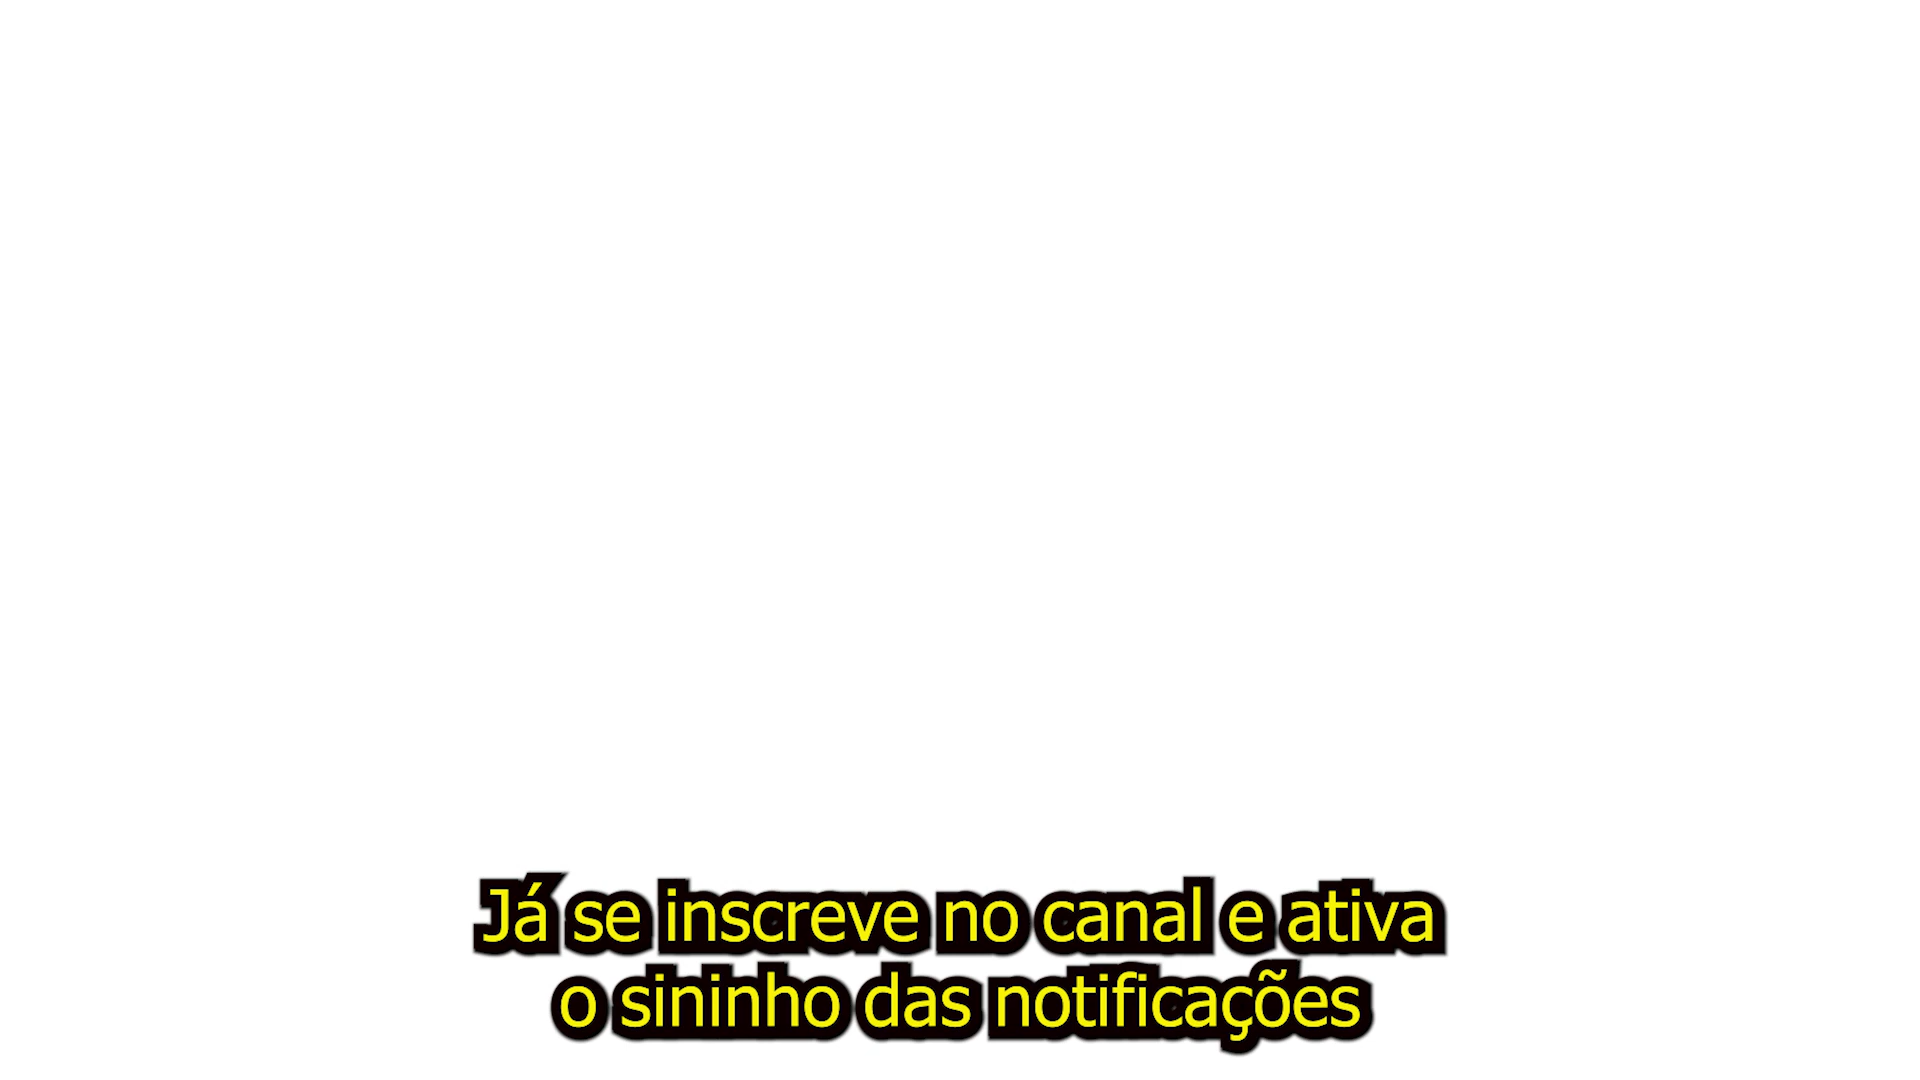 Já se inscreve no canal e ativa
o sininho das notificações